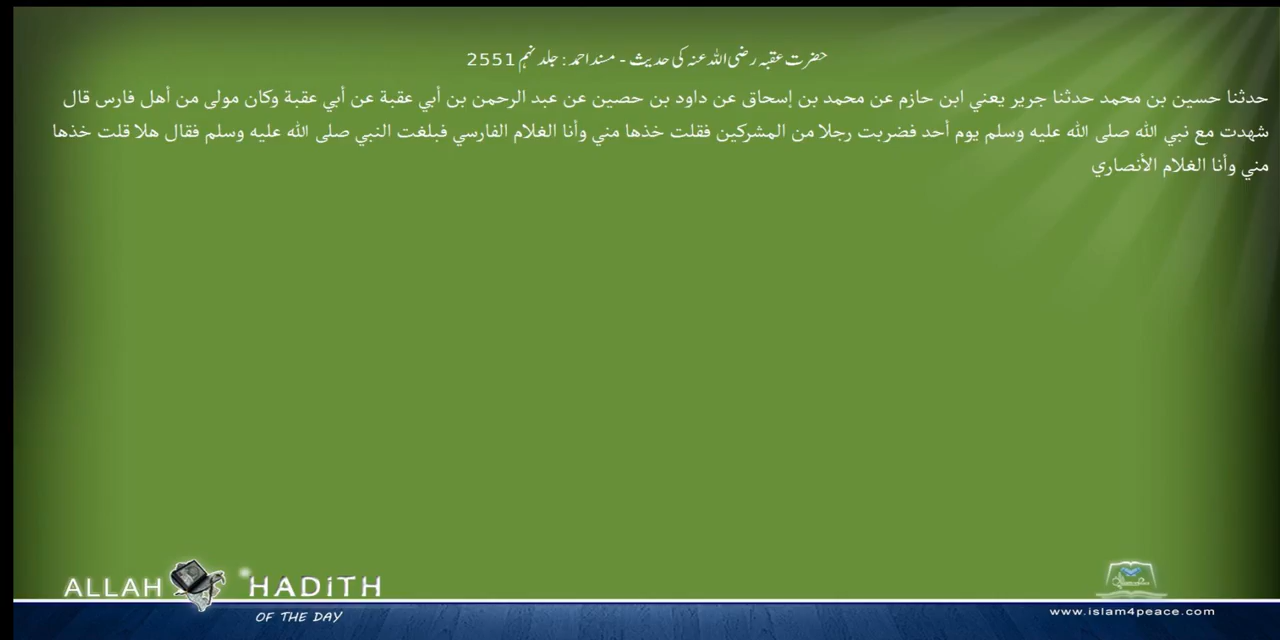 حضرت عقبہ رضی اللہ عنہ کی حدیث - مسند احمد : جلد نہم 2551
حدثنا حسين بن محمد حدثنا جرير يعني ابن حازم عن محمد بن إسحاق عن داود بن حصين عن عبد الرحمن بن أبي عقبة عن أبي عقبة وكان مولى من أهل فارس قال
شهدت مع نبي الله صلى الله عليه وسلم يوم أحد فضربت رجلا من المشركين فقلت خذها مني وأنا الغلام الفارسي فبلغت النبي صلى الله عليه وسلم فقال هلا قلت خذها
مني وأنا الغلام الأنصاري
ALLAH HADITH
OF THE DAY
www.islam4peace.com